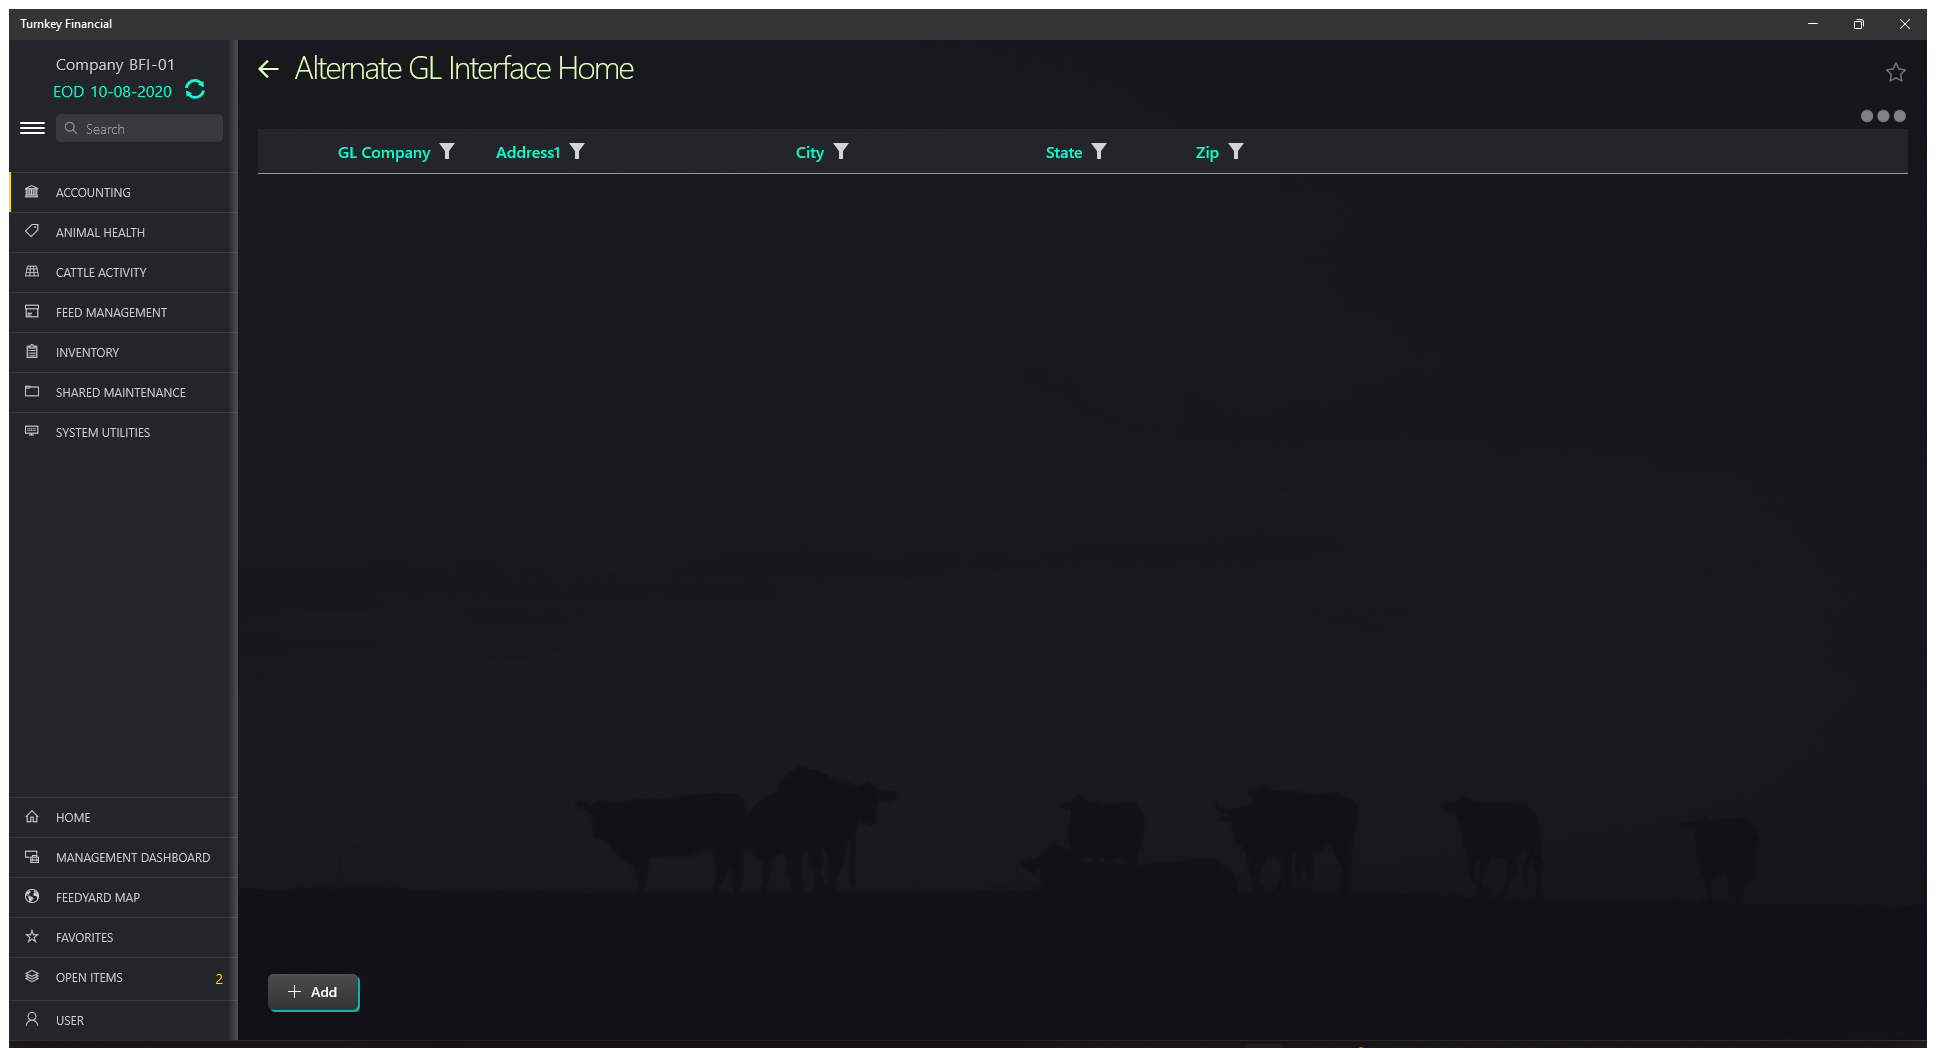 Turnkey Financial
Company BFI-01
EOD 10-08-2020
Search
ACCOUNTING
ANIMAL HEALTH
CATTLE ACTIVITY
FEED MANAGEMENT
INVENTORY
SHARED MAINTENANCE
SYSTEM UTILITIES
HOME
MANAGEMENT DASHBOARD
FEEDYARD MAP
FAVORITES
OPEN ITEMS 2
USER
Alternate GL Interface Home
GL Company Address1 City State Zip
Add